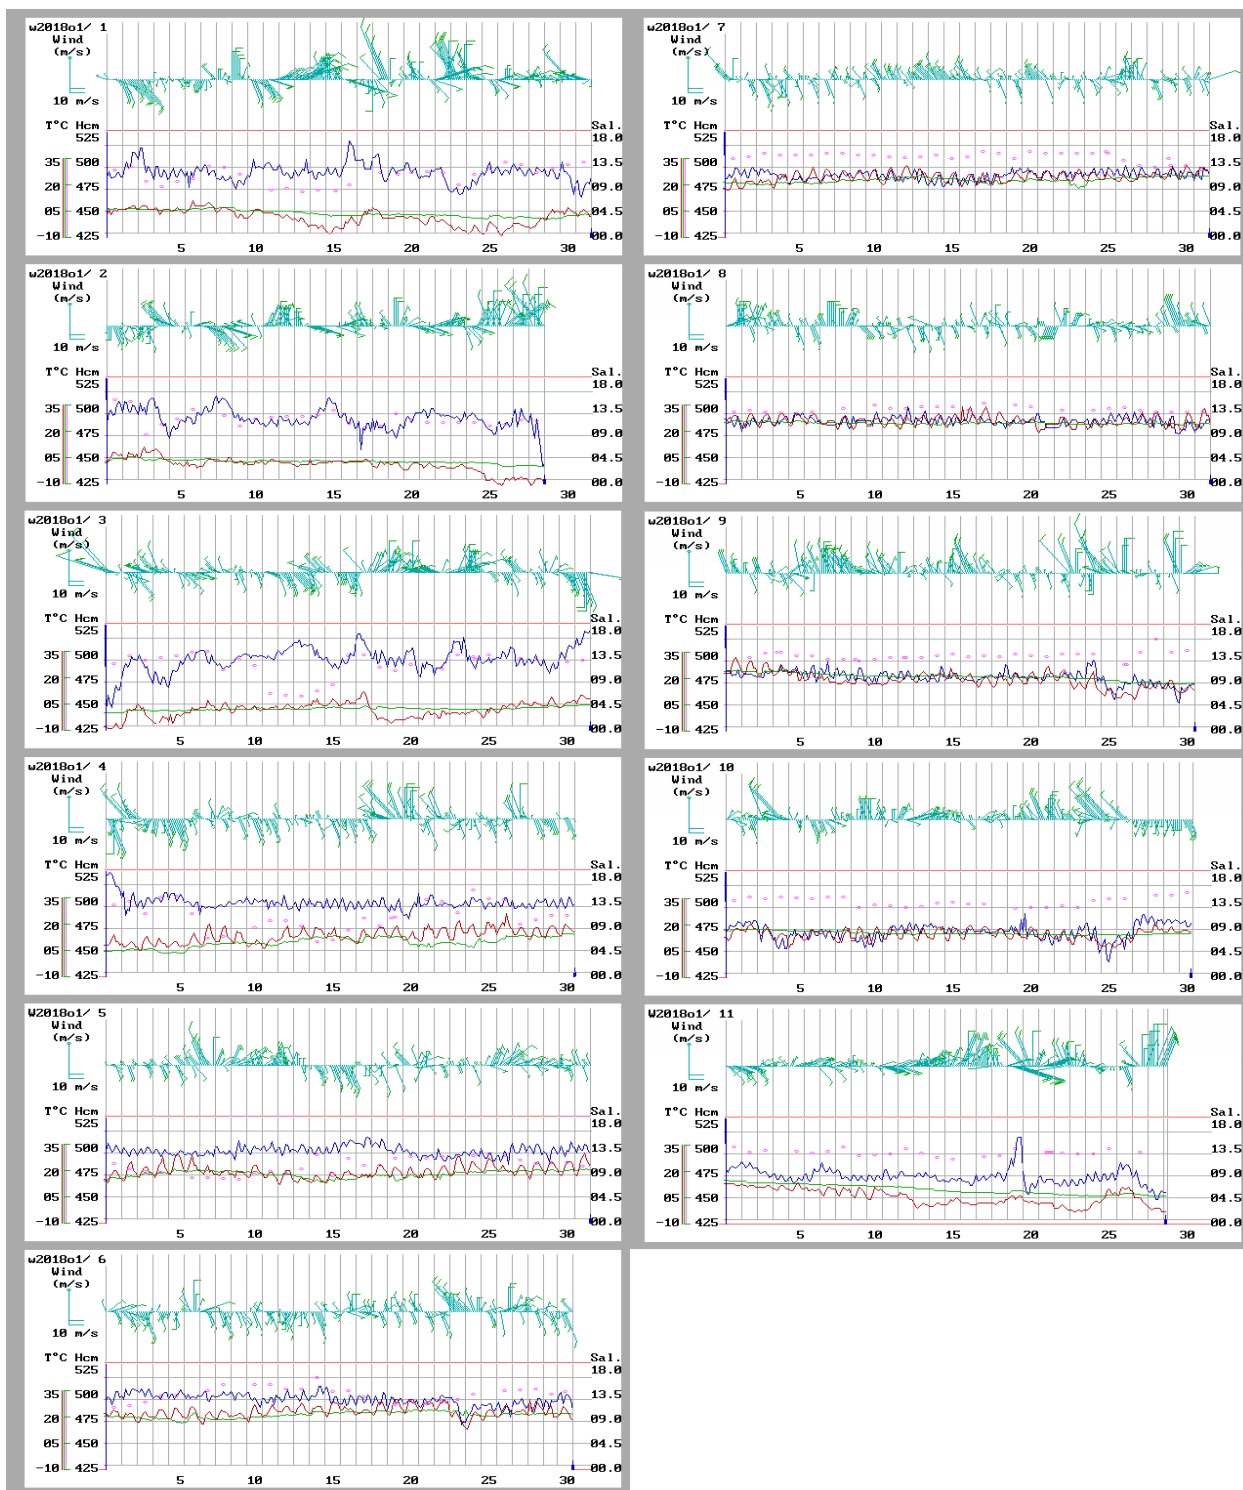 w2018o1/ 1
Wind
(m/s)
10 m/s
T°C Hcm Sal.
525 18.0
35 500 13.5
20 475 09.0
05 450 04.5
-10 425 00.0
5 10 15 20 25 30
w2018o1/ 2
Wind
(m/s)
10 m/s
T°C Hcm Sal.
525 18.0
35 500 13.5
20 475 09.0
05 450 04.5
-10 425 00.0
5 10 15 20 25 30
w2018o1/ 3
Wind
(m/s)
10 m/s
T°C Hcm Sal.
525 18.0
35 500 13.5
20 475 09.0
05 450 04.5
-10 425 00.0
5 10 15 20 25 30
w2018o1/ 4
Wind
(m/s)
10 m/s
T°C Hcm Sal.
525 18.0
35 500 13.5
20 475 09.0
05 450 04.5
-10 425 00.0
5 10 15 20 25 30
W2018o1/ 5
Wind
(m/s)
10 m/s
T°C Hcm Sal.
525 18.0
35 500 13.5
20 475 09.0
05 450 04.5
-10 425 00.0
5 10 15 20 25 30
w2018o1/ 6
Wind
(m/s)
10 m/s
T°C Hcm Sal.
525 18.0
35 500 13.5
20 475 09.0
05 450 04.5
-10 425 00.0
5 10 15 20 25 30
w2018o1/ 7
Wind
(m/s)
10 m/s
T°C Hcm Sal.
525 18.0
35 500 13.5
20 475 09.0
05 450 04.5
-10 425 00.0
5 10 15 20 25 30
w2018o1/ 8
Wind
(m/s)
10 m/s
T°C Hcm Sal.
525 18.0
35 500 13.5
20 475 09.0
05 450 04.5
-10 425 00.0
5 10 15 20 25 30
w2018o1/ 9
Wind
(m/s)
10 m/s
T°C Hcm Sal.
525 18.0
35 500 13.5
20 475 09.0
05 450 04.5
-10 425 00.0
5 10 15 20 25 30
w2018o1/ 10
Wind
(m/s)
10 m/s
T°C Hcm Sal.
525 18.0
35 500 13.5
20 475 09.0
05 450 04.5
-10 425 00.0
5 10 15 20 25 30
W2018o1/ 11
Wind
(m/s)
10 m/s
T°C Hcm Sal.
525 18.0
35 500 13.5
20 475 09.0
05 450 04.5
-10 425 00.0
5 10 15 20 25 30